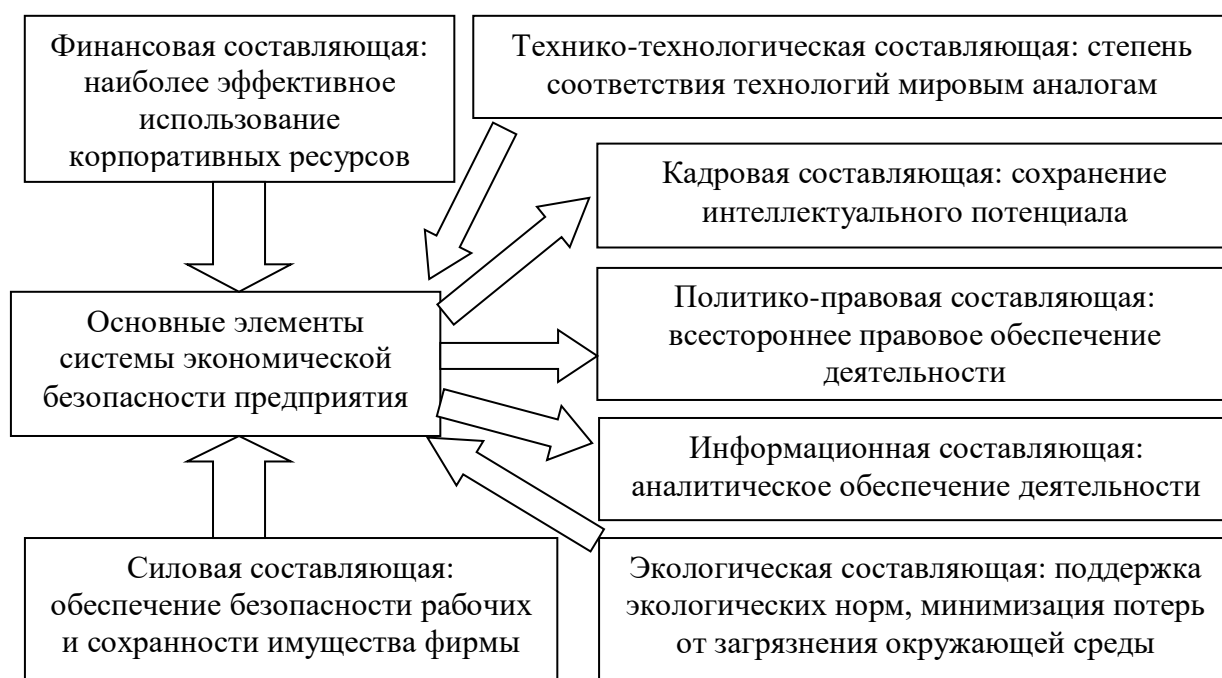 Финансовая составляющая:
наиболее эффективное
использование
корпоративных ресурсов
Технико-технологическая составляющая: степень
соответствия технологий мировым аналогам
Кадровая составляющая: сохранение
интеллектуального потенциала
Основные элементы
системы экономической
безопасности предприятия
Политико-правовая составляющая:
всестороннее правовое обеспечение
деятельности
Информационная составляющая:
аналитическое обеспечение деятельности
Силовая составляющая:
обеспечение безопасности рабочих
и сохранности имущества фирмы
Экологическая составляющая: поддержка
экологических норм, минимизация потерь
от загрязнения окружающей среды